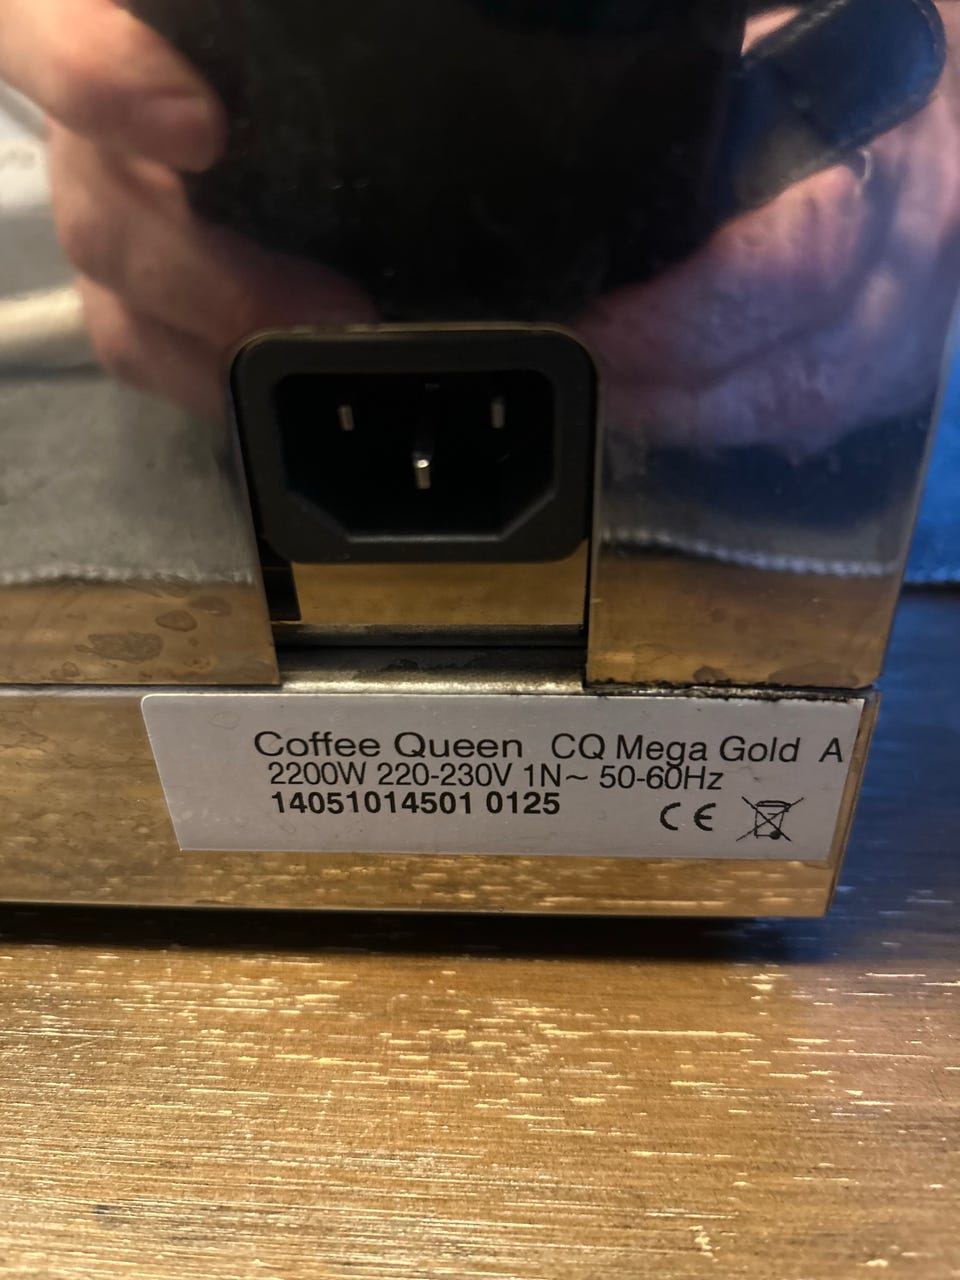 Coffee Queen CQ Mega Gold A
2200W 220-230V 1N~ 50-60Hz
14051014501 0125
CE